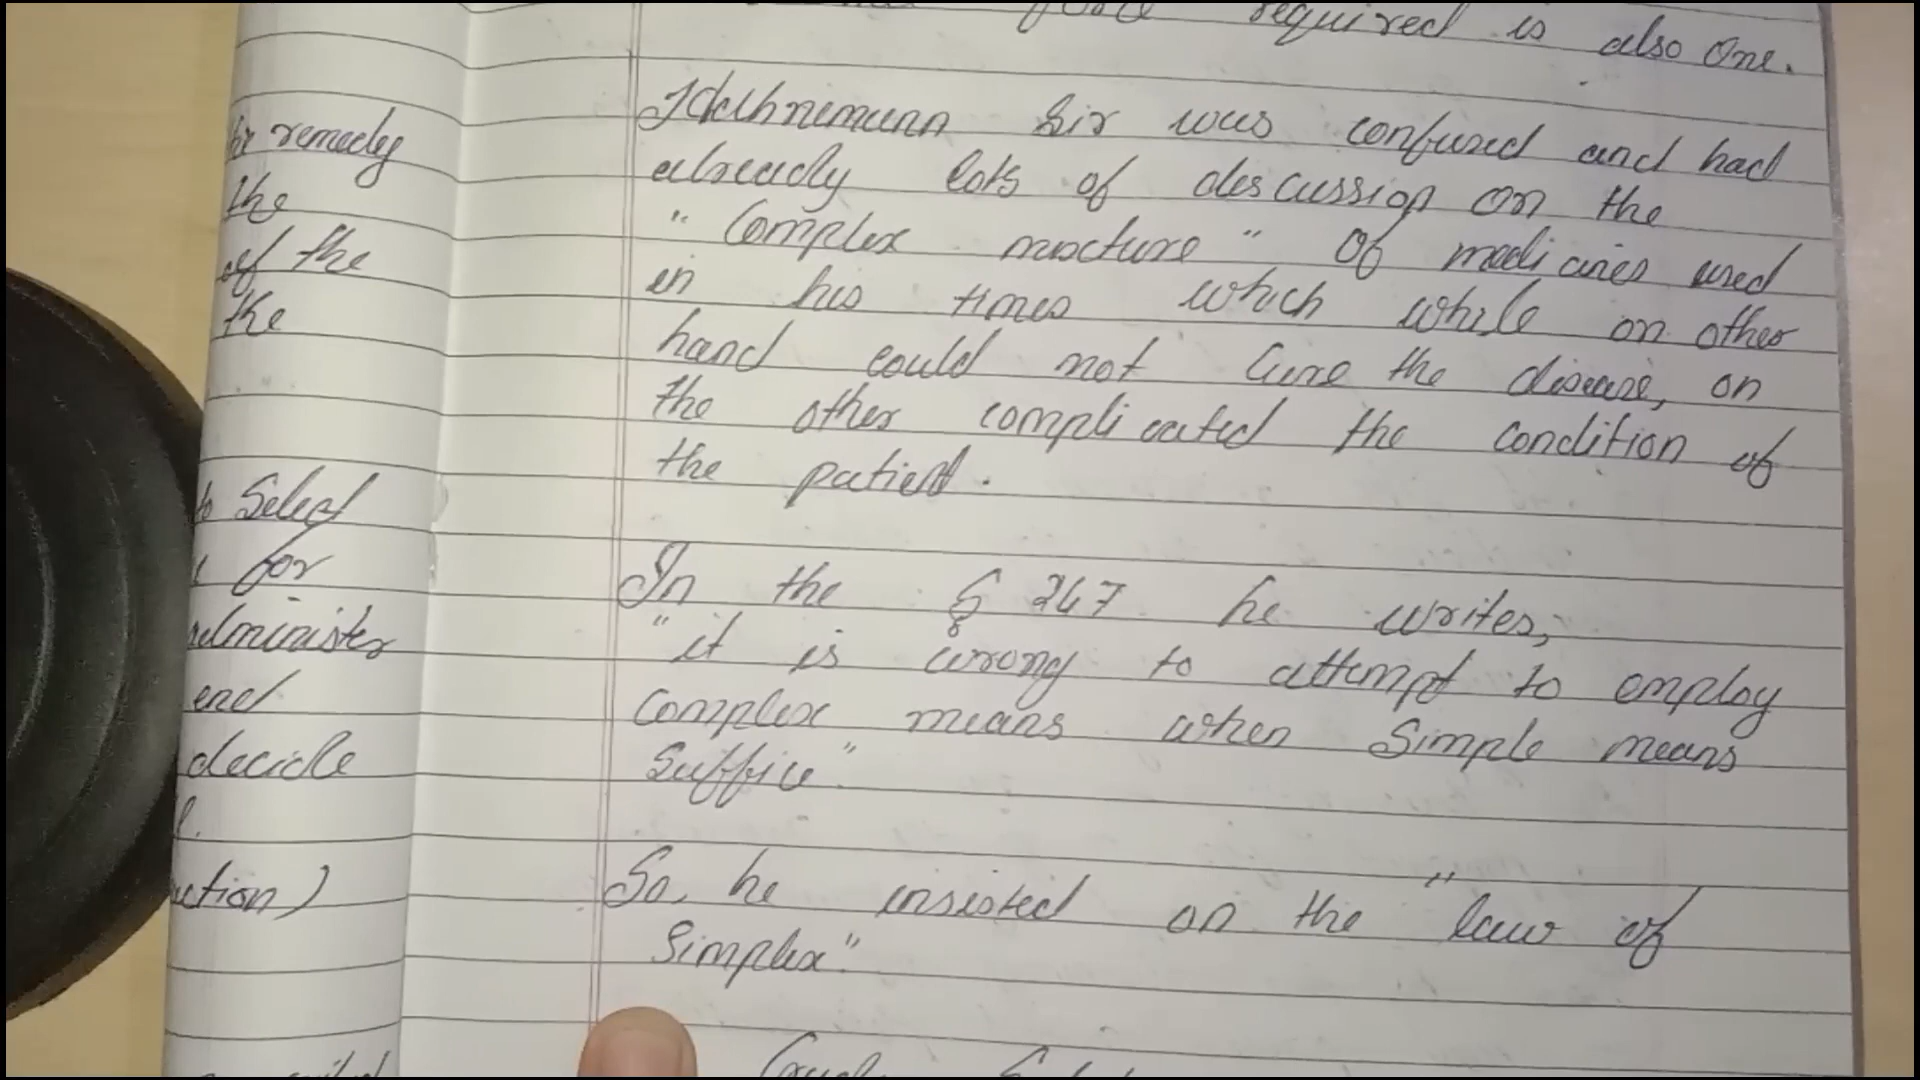 required is also One.
Hahnemann Sir was confused and had
already lots of descussion on the
"Complex mixture" Of medicines used
in his times which while on other
hand could not Cure the disease, on
the other complicated the condition of
the patient.
In the § 247 he writes,
"it is wrong to attempt to employ
Complex means when Simple means
Suffice".
So, he insisted on the "law of
Simplex".
remedy
the
of the
the
to Select
for
administer
end
decide